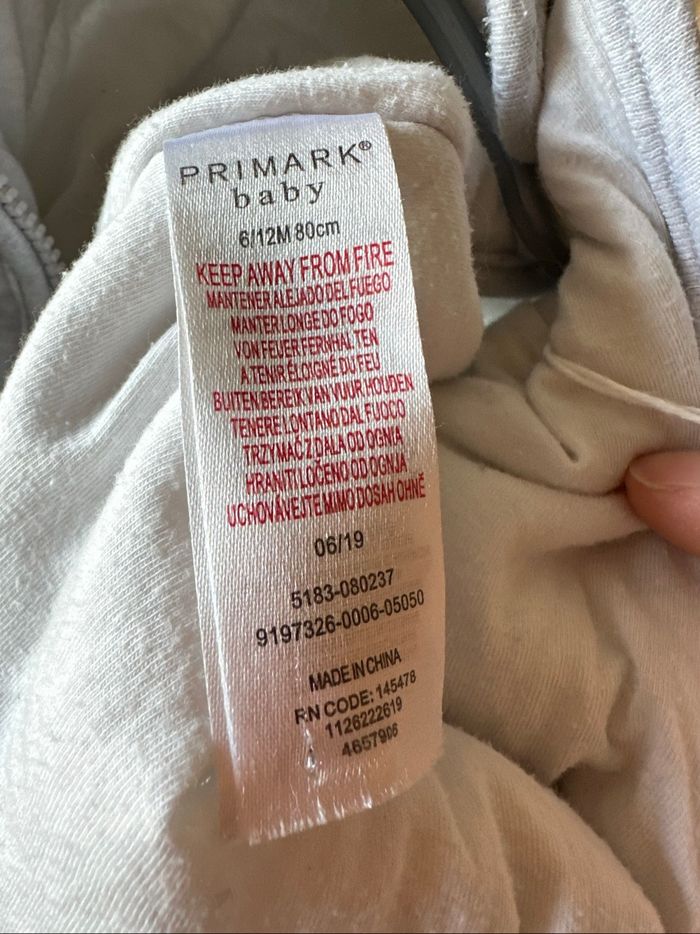 PRIMARK®
baby
6/12M 80cm
KEEP AWAY FROM FIRE
MANTENER ALEJADO DEL FUEGO
MANTER LONGE DO FOGO
VON FEUER FERNHALTEN
A TENIR ÉLOIGNÉ DU FEU
BUITEN BEREIK VAN VUUR HOUDEN
TENERE LONTANO DAL FUOCO
TRZYMAĆ Z DALA OD OGNIA
HRANITI LOČENO OD OGNJA
UCHOVÁVEJTE MIMO DOSAH OHNĚ
06/19
5183-080237
9197326-0006-05050
MADE IN CHINA
RN CODE: 145478
1126222619
4657906